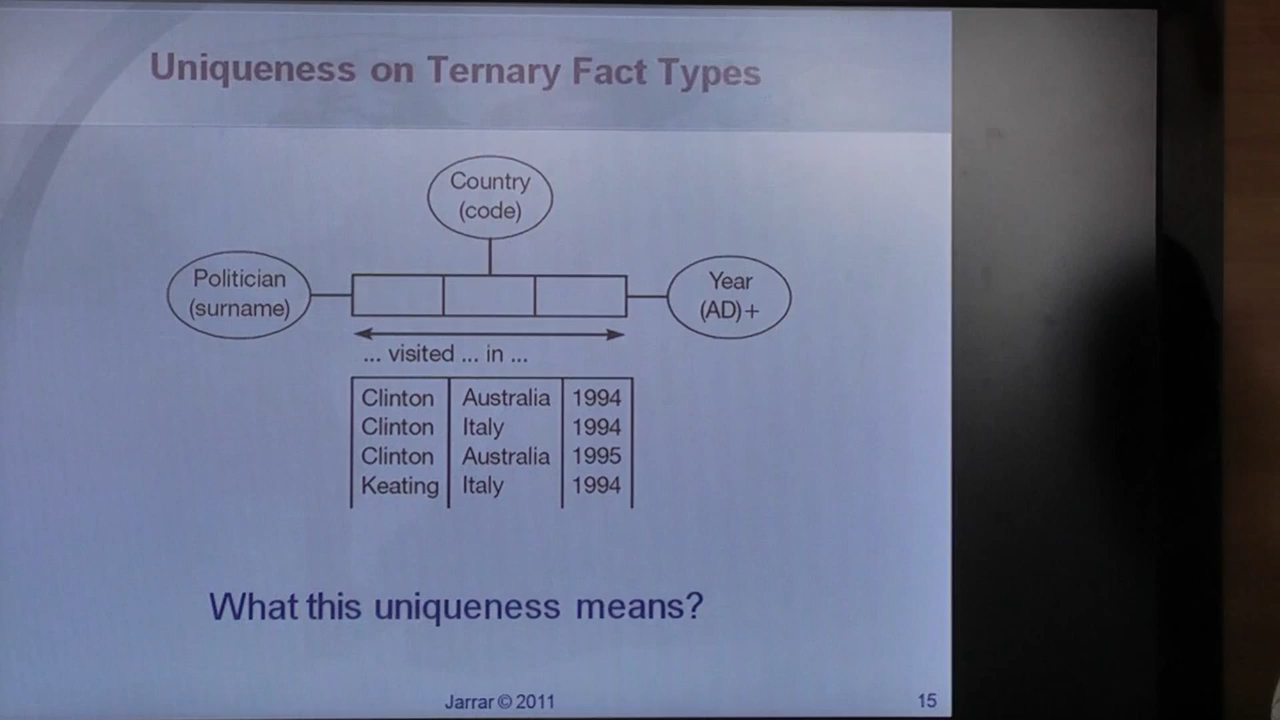 Uniqueness on Ternary Fact Types
Country
(code)
Politician
(surname)
Year
(AD)+
... visited ... in ...
Clinton Australia 1994
Clinton Italy 1994
Clinton Australia 1995
Keating Italy 1994
What this uniqueness means?
Jarrar © 2011
15